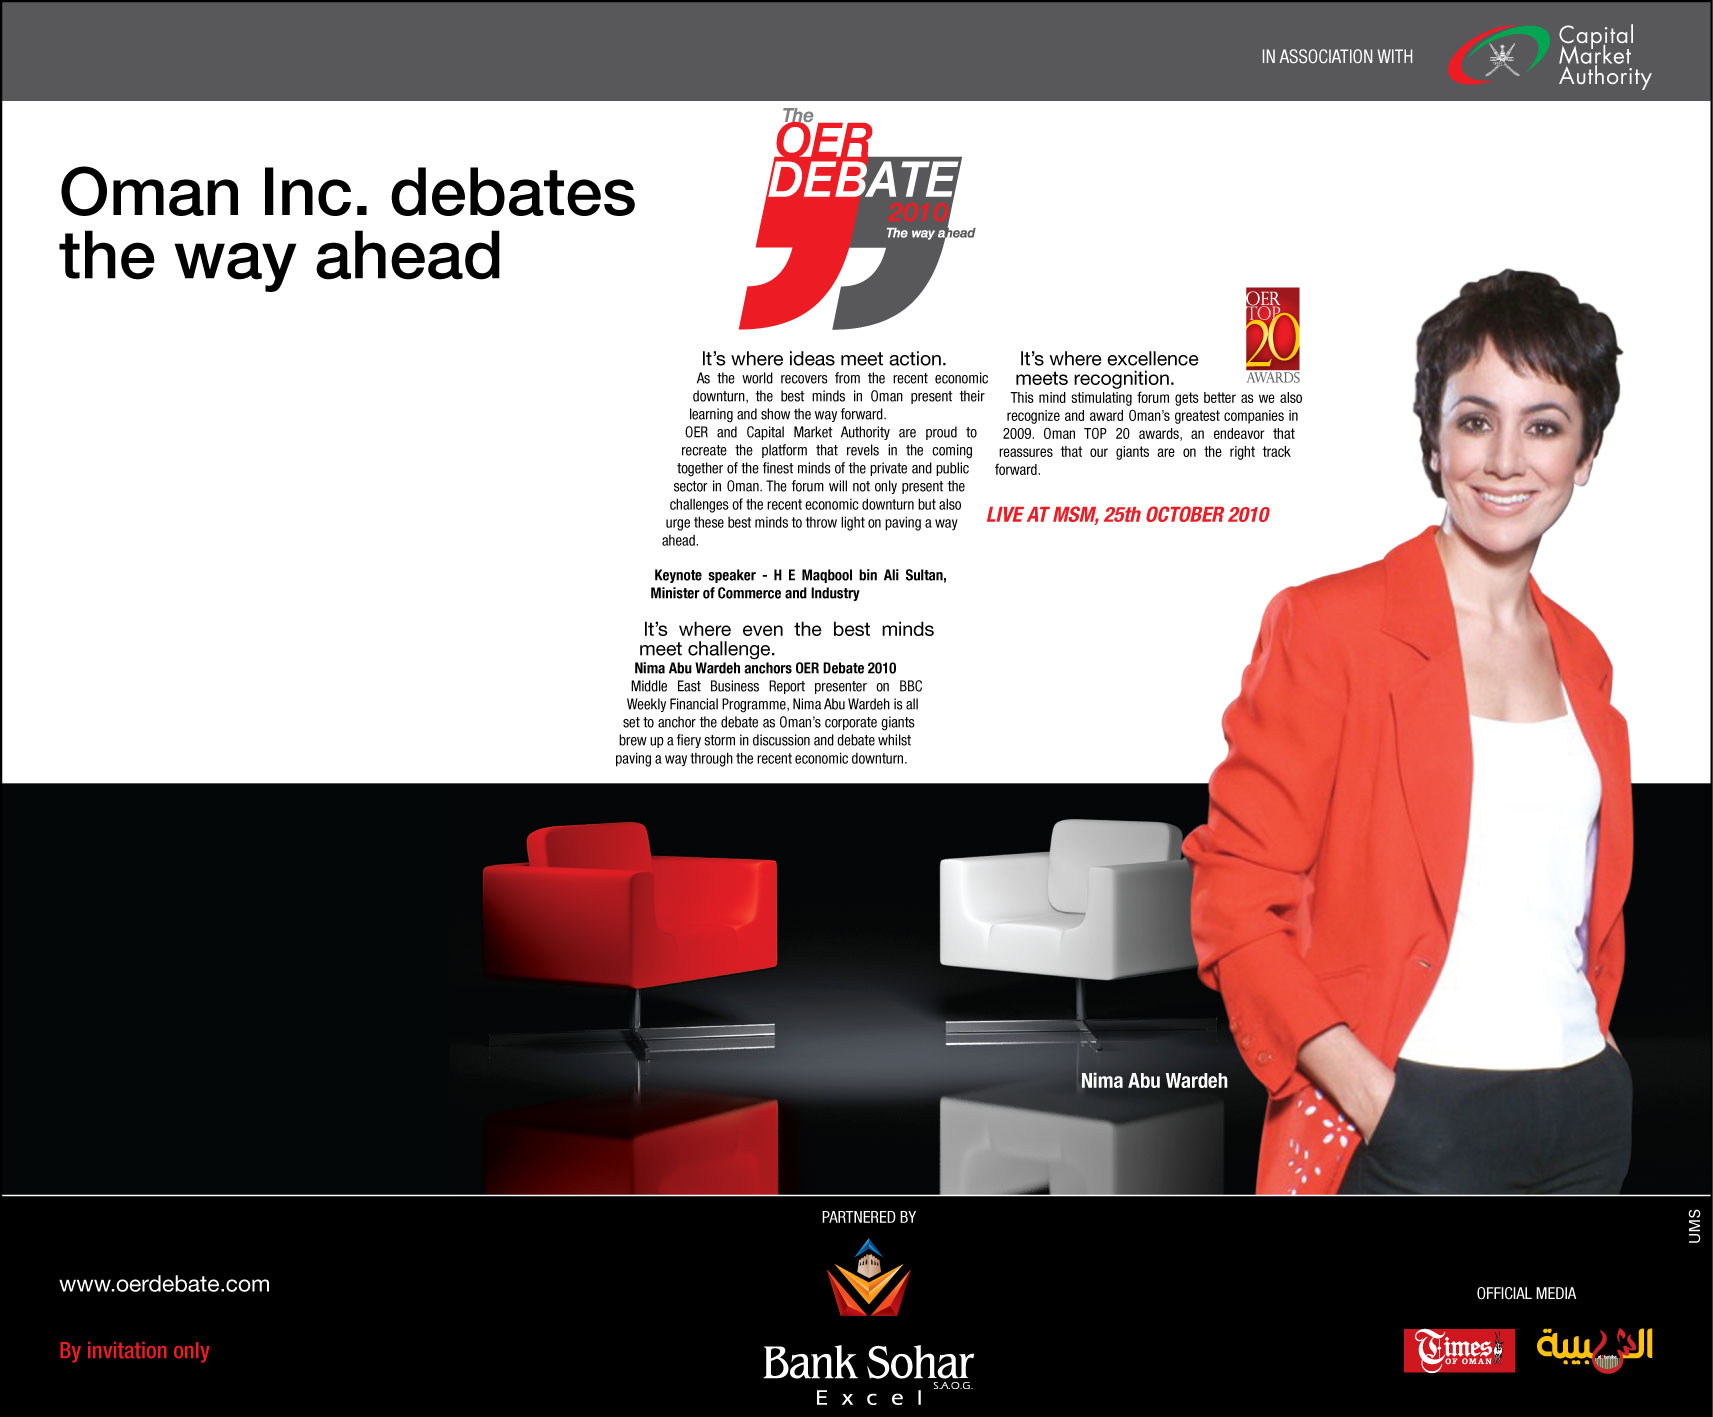 IN ASSOCIATION WITH
Capital
Market
Authority
Oman Inc. debates
the way ahead
The
OER
DEBATE
2010
The way ahead
It's where ideas meet action.
As the world recovers from the recent economic
downturn, the best minds in Oman present their
learning and show the way forward.
OER and Capital Market Authority are proud to
recreate the platform that revels in the coming
together of the finest minds of the private and public
sector in Oman. The forum will not only present the
challenges of the recent economic downturn but also
urge these best minds to throw light on paving a way
ahead.
Keynote speaker - H E Maqbool bin Ali Sultan,
Minister of Commerce and Industry
It's where even the best minds
meet challenge.
Nima Abu Wardeh anchors OER Debate 2010
Middle East Business Report presenter on BBC
Weekly Financial Programme, Nima Abu Wardeh is all
set to anchor the debate as Oman's corporate giants
brew up a fiery storm in discussion and debate whilst
paving a way through the recent economic downturn.
OER
TOP
20
AWARDS
It's where excellence
meets recognition.
This mind stimulating forum gets better as we also
recognize and award Oman's greatest companies in
2009. Oman TOP 20 awards, an endeavor that
reassures that our giants are on the right track
forward.
LIVE AT MSM, 25th OCTOBER 2010
Nima Abu Wardeh
PARTNERED BY
Bank Sohar
S.A.O.G.
Excel
www.oerdebate.com
By invitation only
UMS
OFFICIAL MEDIA
Times
OF OMAN
الشبيبة